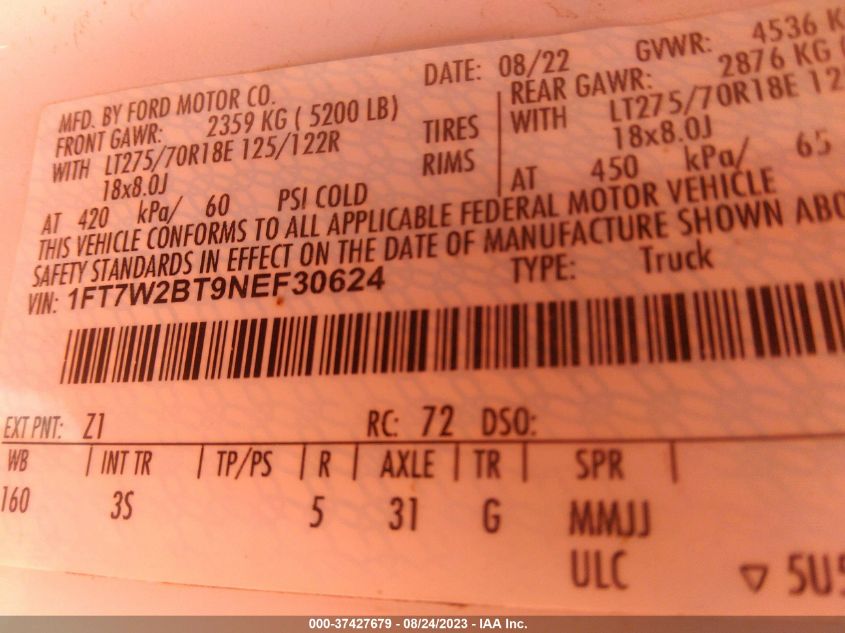 MFD. BY FORD MOTOR CO. DATE: 08/22 GVWR: 4536 K
FRONT GAWR: 2359 KG ( 5200 LB) REAR GAWR: 2876 KG (
WITH LT275/70R18E 125/122R TIRES WITH LT275/70R18E 12
18x8.0J RIMS 18x8.0J
AT 420 kPa/ 60 PSI COLD AT 450 kPa/ 65
THIS VEHICLE CONFORMS TO ALL APPLICABLE FEDERAL MOTOR VEHICLE
SAFETY STANDARDS IN EFFECT ON THE DATE OF MANUFACTURE SHOWN ABO
VIN: 1FT7W2BT9NEF30624 TYPE: Truck
EXT PNT: Z1 RC: 72 DSO:
WB | INT TR | TP/PS | R | AXLE | TR | SPR |
160 3S 5 31 G MMJJ
ULC ▽ 5U5
000-37427679 - 08/24/2023 - IAA Inc.